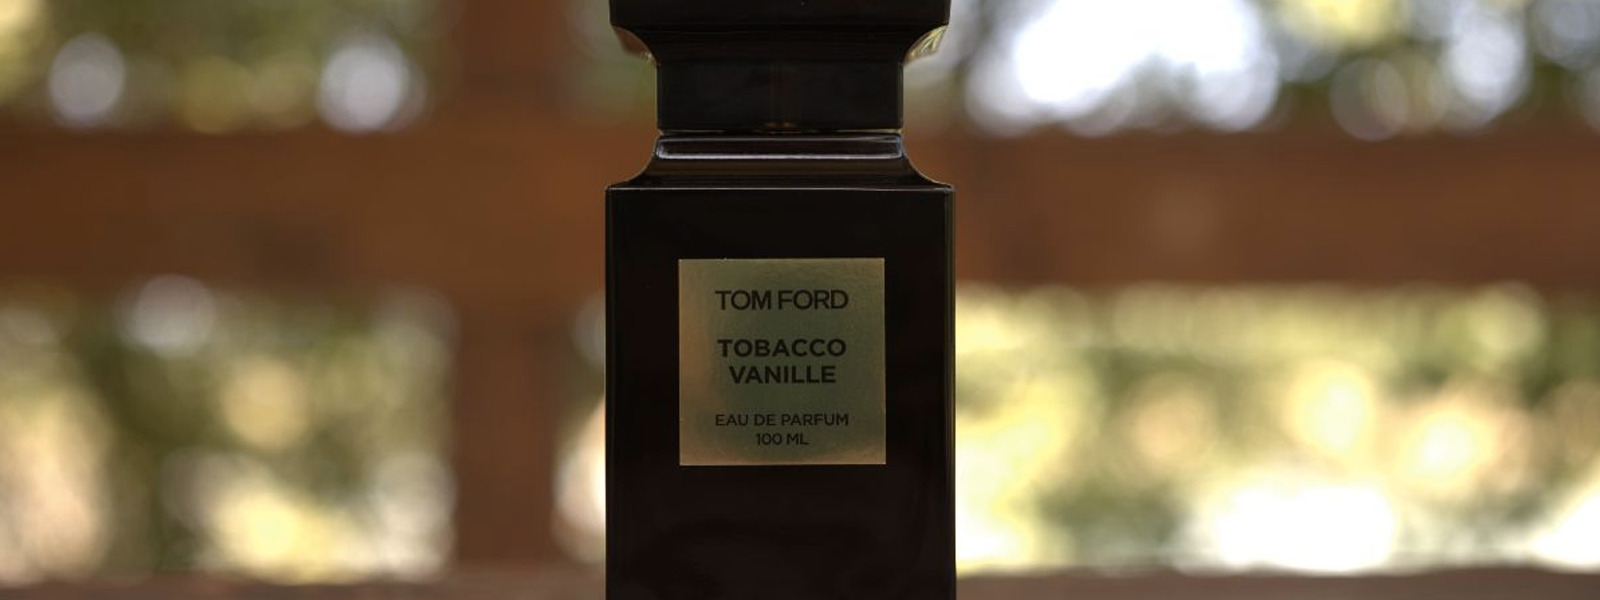 TOM FORD
TOBACCO
VANILLE
EAU DE PARFUM
100 ML